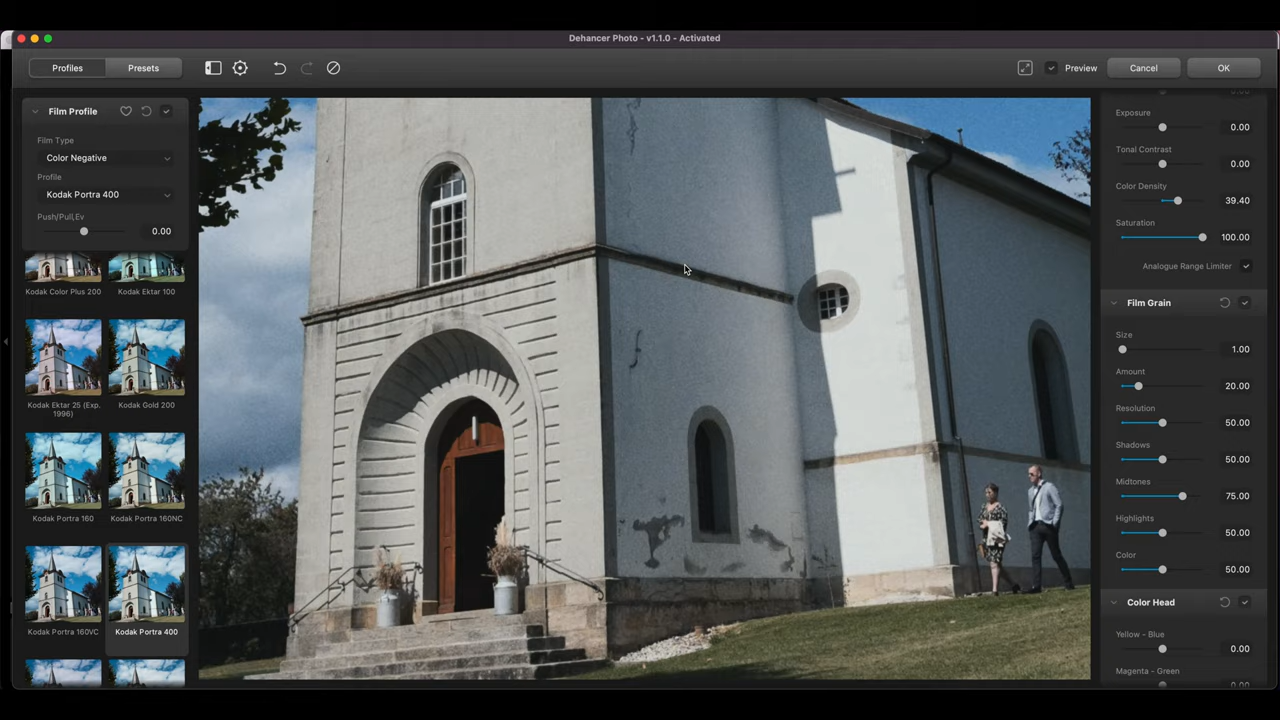 Dehancer Photo - v1.1.0 - Activated
Profiles
Presets
Preview
Cancel
OK
Film Profile
Film Type
Color Negative
Profile
Kodak Portra 400
Push/Pull,Ev
0.00
Kodak Color Plus 200
Kodak Ektar 100
Kodak Ektar 25 (Exp. 1996)
Kodak Gold 200
Kodak Portra 160
Kodak Portra 160NC
Kodak Portra 160VC
Kodak Portra 400
Exposure
0.00
Tonal Contrast
0.00
Color Density
39.40
Saturation
100.00
Analogue Range Limiter
Film Grain
Size
1.00
Amount
20.00
Resolution
50.00
Shadows
50.00
Midtones
75.00
Highlights
50.00
Color
50.00
Color Head
Yellow - Blue
0.00
Magenta - Green
0.00